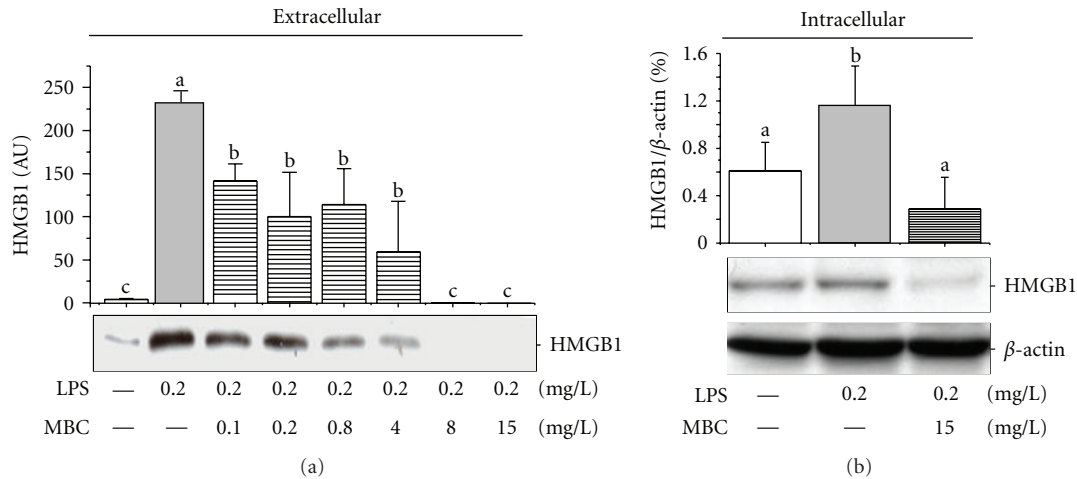 Extracellular
HMGB1 (AU)
250
200
150
100
50
0
c
a
b
b
b
b
c
c
HMGB1
LPS — 0.2 0.2 0.2 0.2 0.2 0.2 0.2 (mg/L)
MBC — — 0.1 0.2 0.8 4 8 15 (mg/L)
(a)
Intracellular
HMGB1/β-actin (%)
1.6
1.2
0.8
0.4
0
a
b
a
HMGB1
β-actin
LPS — 0.2 0.2 (mg/L)
MBC — — 15 (mg/L)
(b)